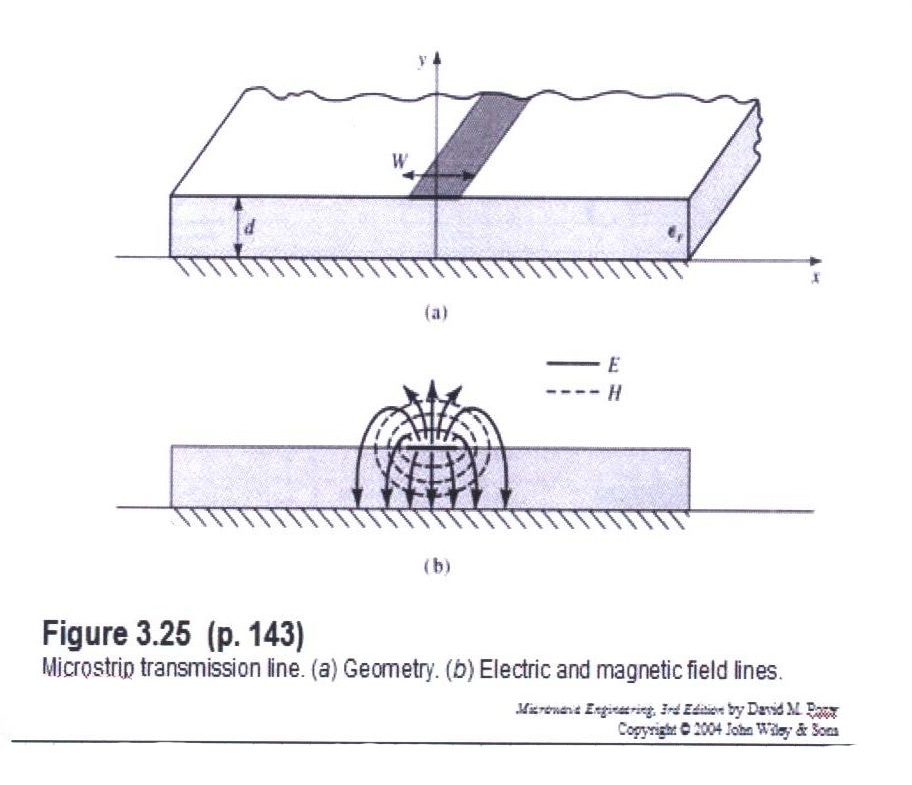 y
W
d
ϵr
x
(a)
E
H
(b)
Figure 3.25 (p. 143)
Microstrip transmission line. (a) Geometry. (b) Electric and magnetic field lines.
Microwave Engineering, 3rd Edition by David M. Pozar
Copyright © 2004 John Wiley & Sons